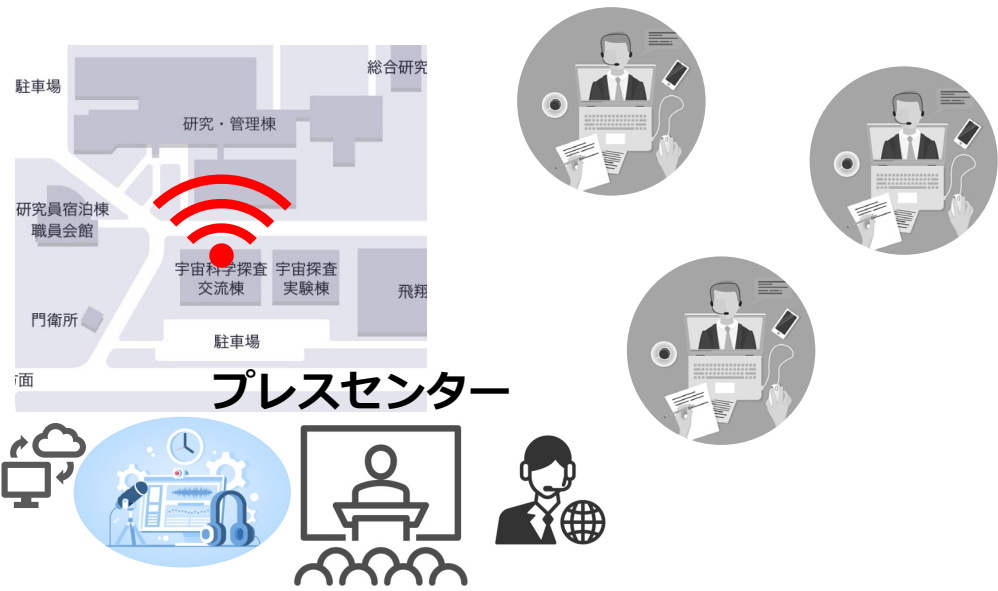 駐車場
総合研究
研究・管理棟
研究員宿泊棟
職員会館
宇宙科学探査
交流棟
宇宙探査
実験棟
飛翔
門衛所
駐車場
方面
プレスセンター